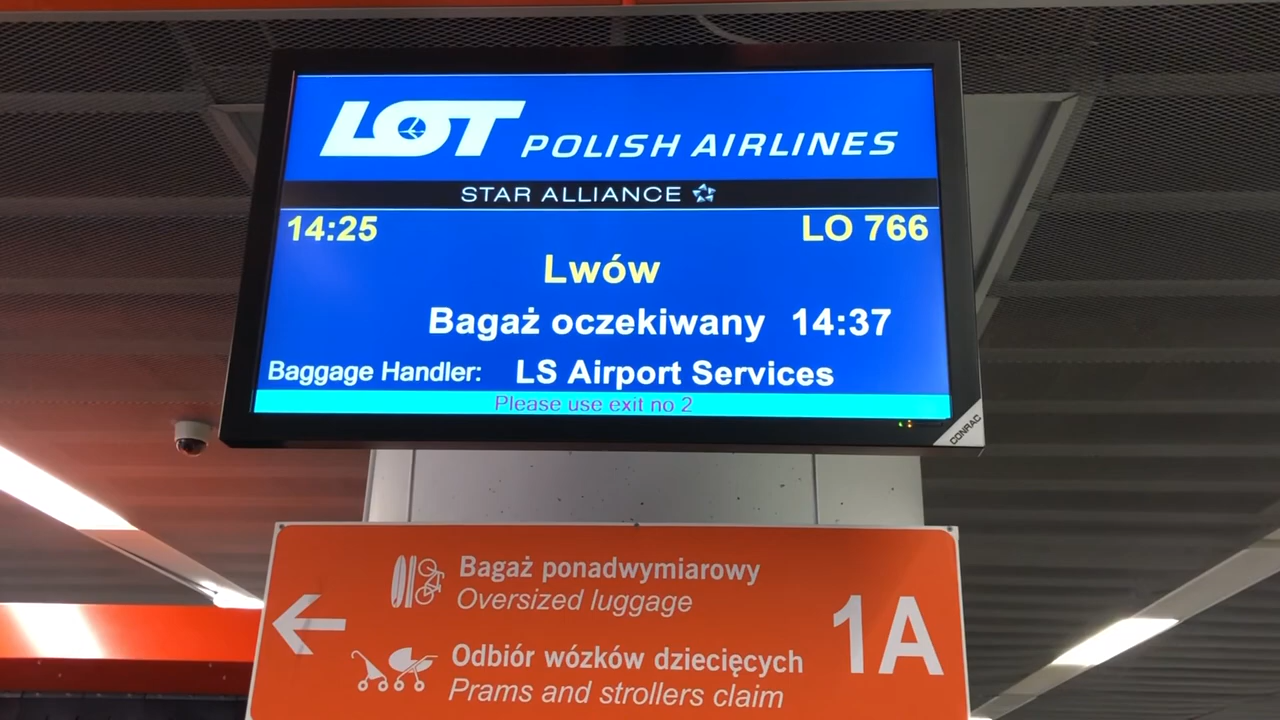 LOT POLISH AIRLINES
STAR ALLIANCE
14:25 LO 766
Lwów
Bagaż oczekiwany 14:37
Baggage Handler: LS Airport Services
Please use exit no 2
CONRAC
Bagaż ponadwymiarowy
Oversized luggage
1A
Odbiór wózków dziecięcych
Prams and strollers claim